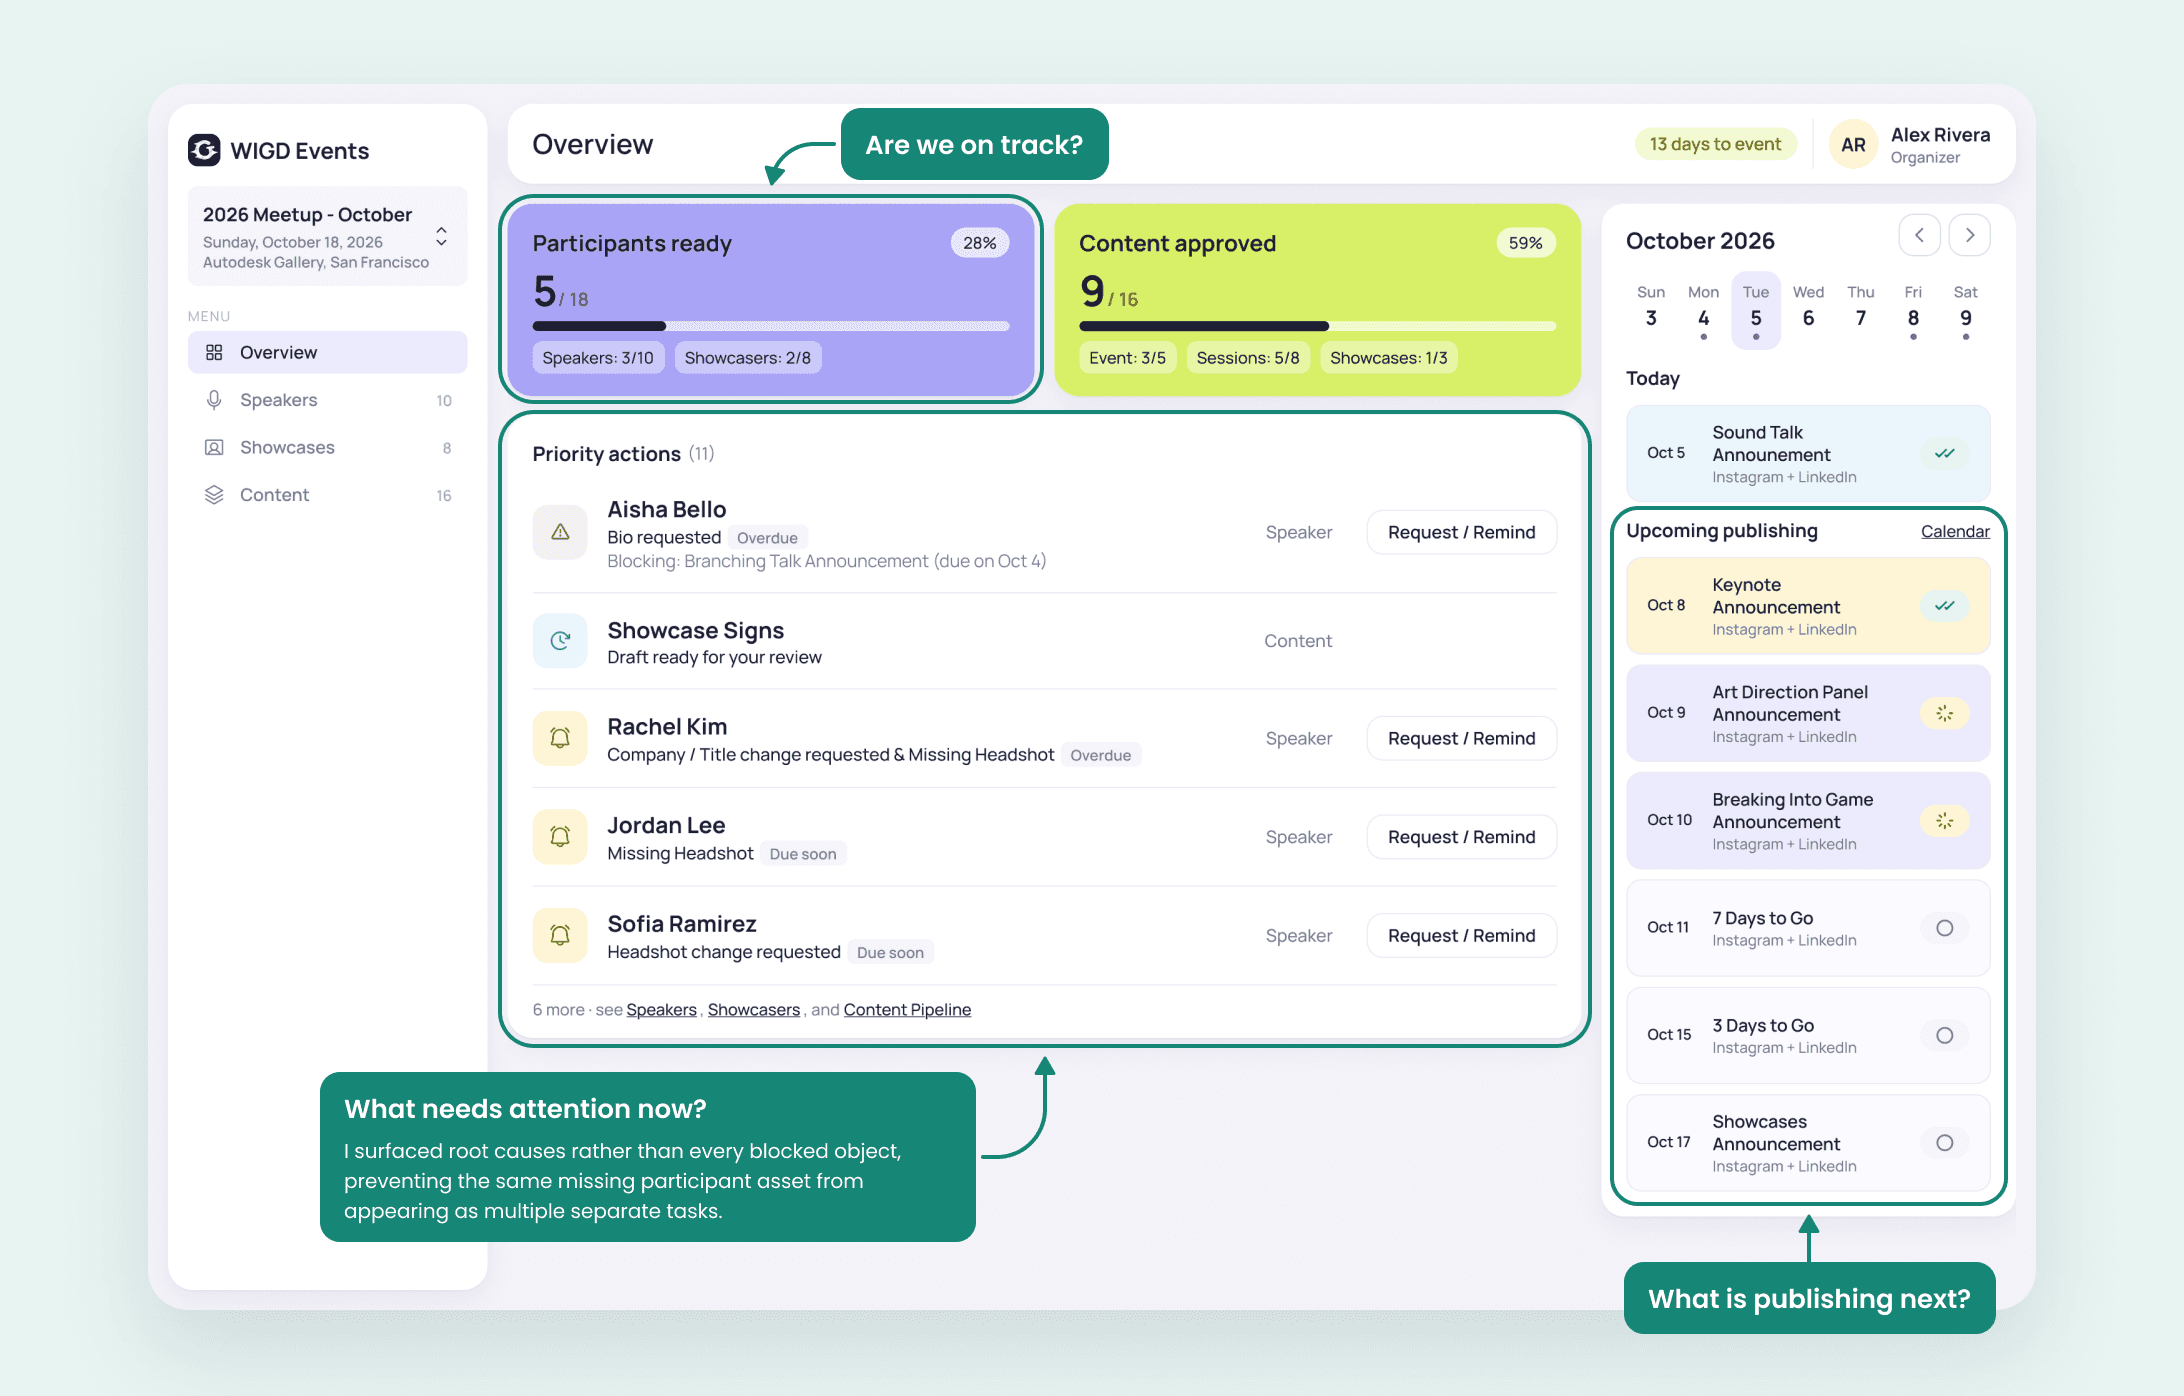 WIGD Events
2026 Meetup - October
Sunday, October 18, 2026
Autodesk Gallery, San Francisco
MENU
Overview
Speakers 10
Showcases 8
Content 16
Overview
Are we on track?
13 days to event
AR
Alex Rivera
Organizer
Participants ready 28%
5 / 18
Speakers: 3/10 Showcasers: 2/8
Content approved 59%
9 / 16
Event: 3/5 Sessions: 5/8 Showcases: 1/3
Priority actions (11)
Aisha Bello
Bio requested Overdue
Blocking: Branching Talk Announcement (due on Oct 4)
Speaker
Request / Remind
Showcase Signs
Draft ready for your review
Content
Rachel Kim
Company / Title change requested & Missing Headshot Overdue
Speaker
Request / Remind
Jordan Lee
Missing Headshot Due soon
Speaker
Request / Remind
Sofia Ramirez
Headshot change requested Due soon
Speaker
Request / Remind
6 more · see Speakers , Showcasers , and Content Pipeline
What needs attention now?
I surfaced root causes rather than every blocked object,
preventing the same missing participant asset from
appearing as multiple separate tasks.
October 2026
Sun Mon Tue Wed Thu Fri Sat
3 4 5 6 7 8 9
Today
Oct 5
Sound Talk
Announement
Instagram + LinkedIn
Upcoming publishing Calendar
Oct 8
Keynote
Announcement
Instagram + LinkedIn
Oct 9
Art Direction Panel
Announcement
Instagram + LinkedIn
Oct 10
Breaking Into Game
Announcement
Instagram + LinkedIn
Oct 11
7 Days to Go
Instagram + LinkedIn
Oct 15
3 Days to Go
Instagram + LinkedIn
Oct 17
Showcases
Announcement
Instagram + LinkedIn
What is publishing next?